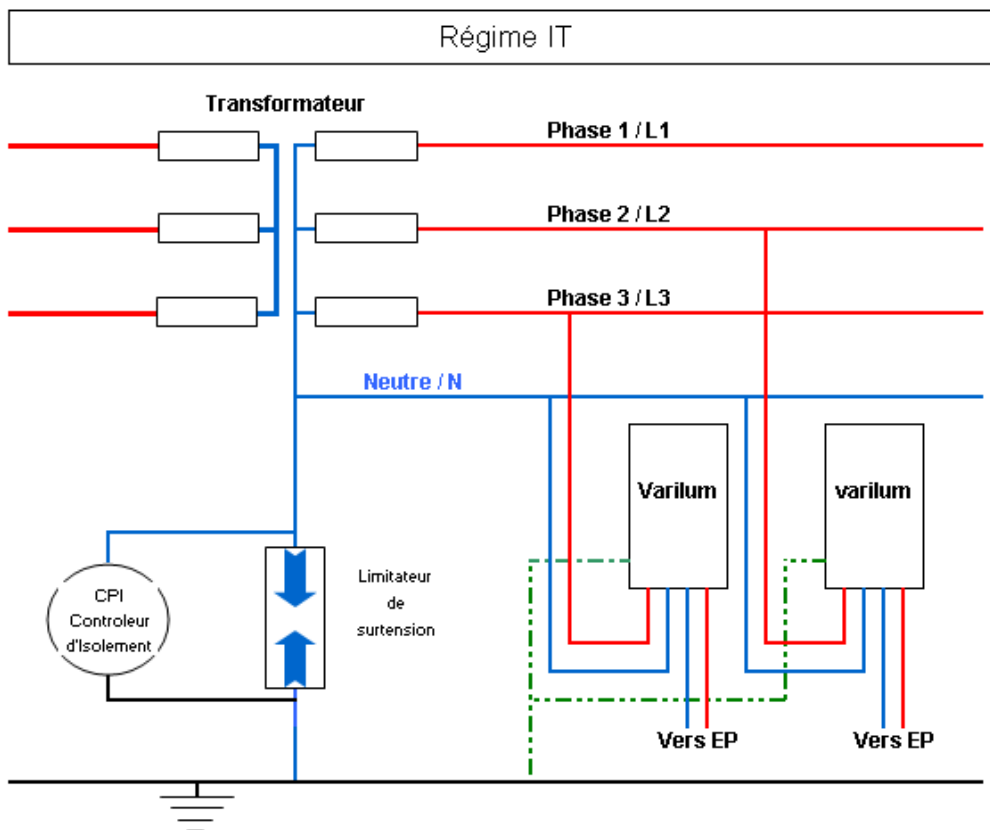 Régime IT
Transformateur
Phase 1 / L1
Phase 2 / L2
Phase 3 / L3
Neutre / N
Varilum
varilum
CPI
Controleur
d'Isolement
Limitateur
de
surtension
Vers EP
Vers EP